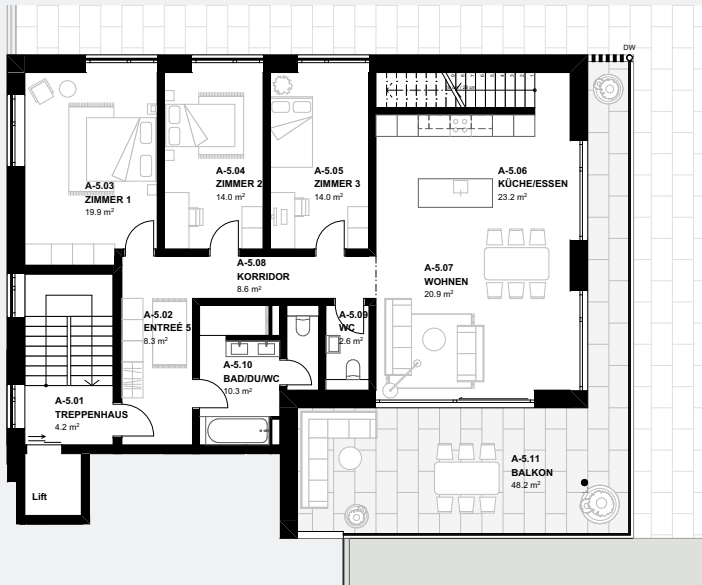 DW
A-5.03
ZIMMER 1
19.9 m²
A-5.04
ZIMMER 2
14.0 m²
A-5.05
ZIMMER 3
14.0 m²
A-5.06
KÜCHE/ESSEN
23.2 m²
A-5.08
KORRIDOR
8.6 m²
A-5.07
WOHNEN
20.9 m²
A-5.02
ENTREÉ 5
8.3 m²
A-5.09
WC
2.6 m²
A-5.10
BAD/DU/WC
10.3 m²
A-5.01
TREPPENHAUS
4.2 m²
A-5.11
BALKON
48.2 m²
Lift